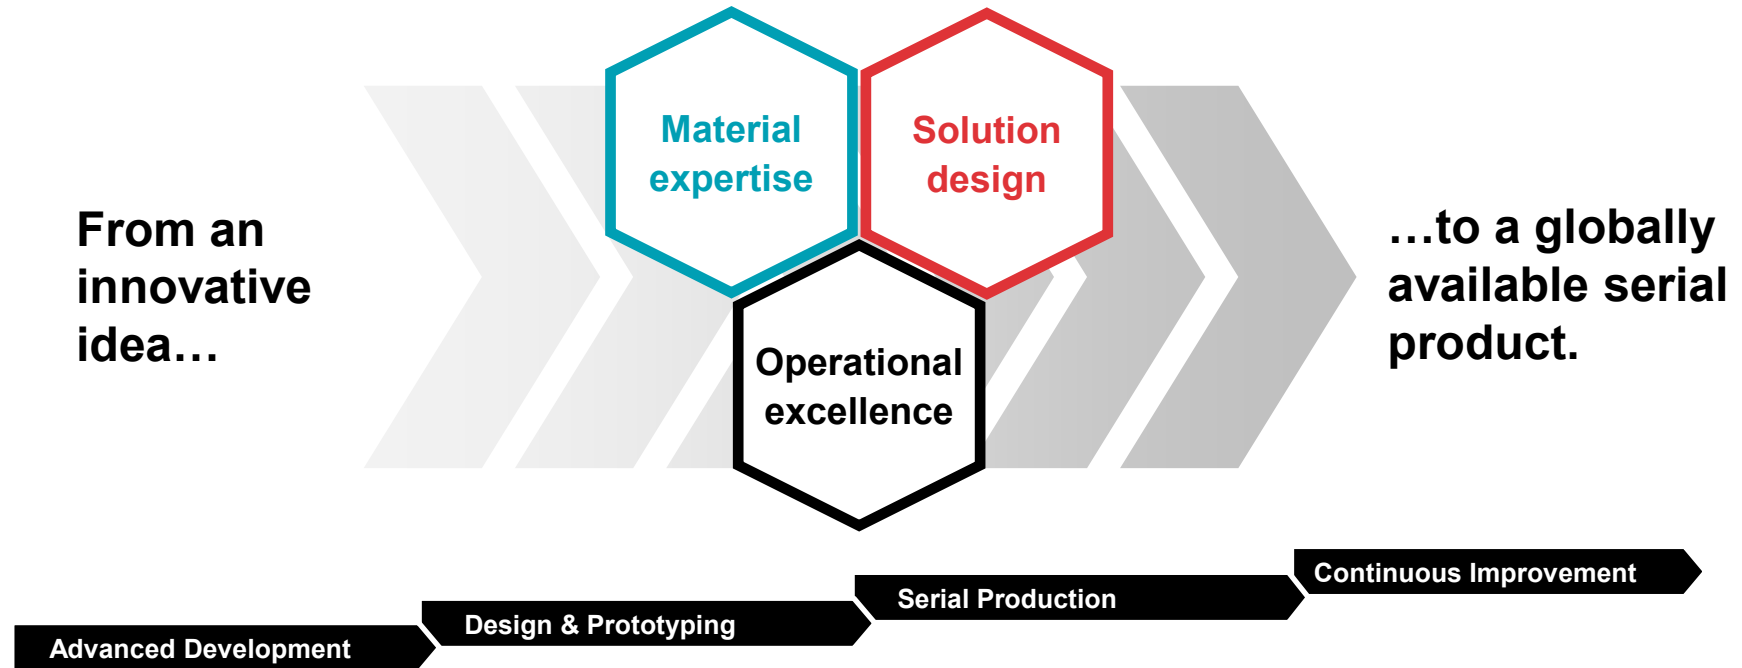 Material
expertise
Solution
design
From an
innovative
idea…
Operational
excellence
…to a globally
available serial
product.
Advanced Development
Design & Prototyping
Serial Production
Continuous Improvement